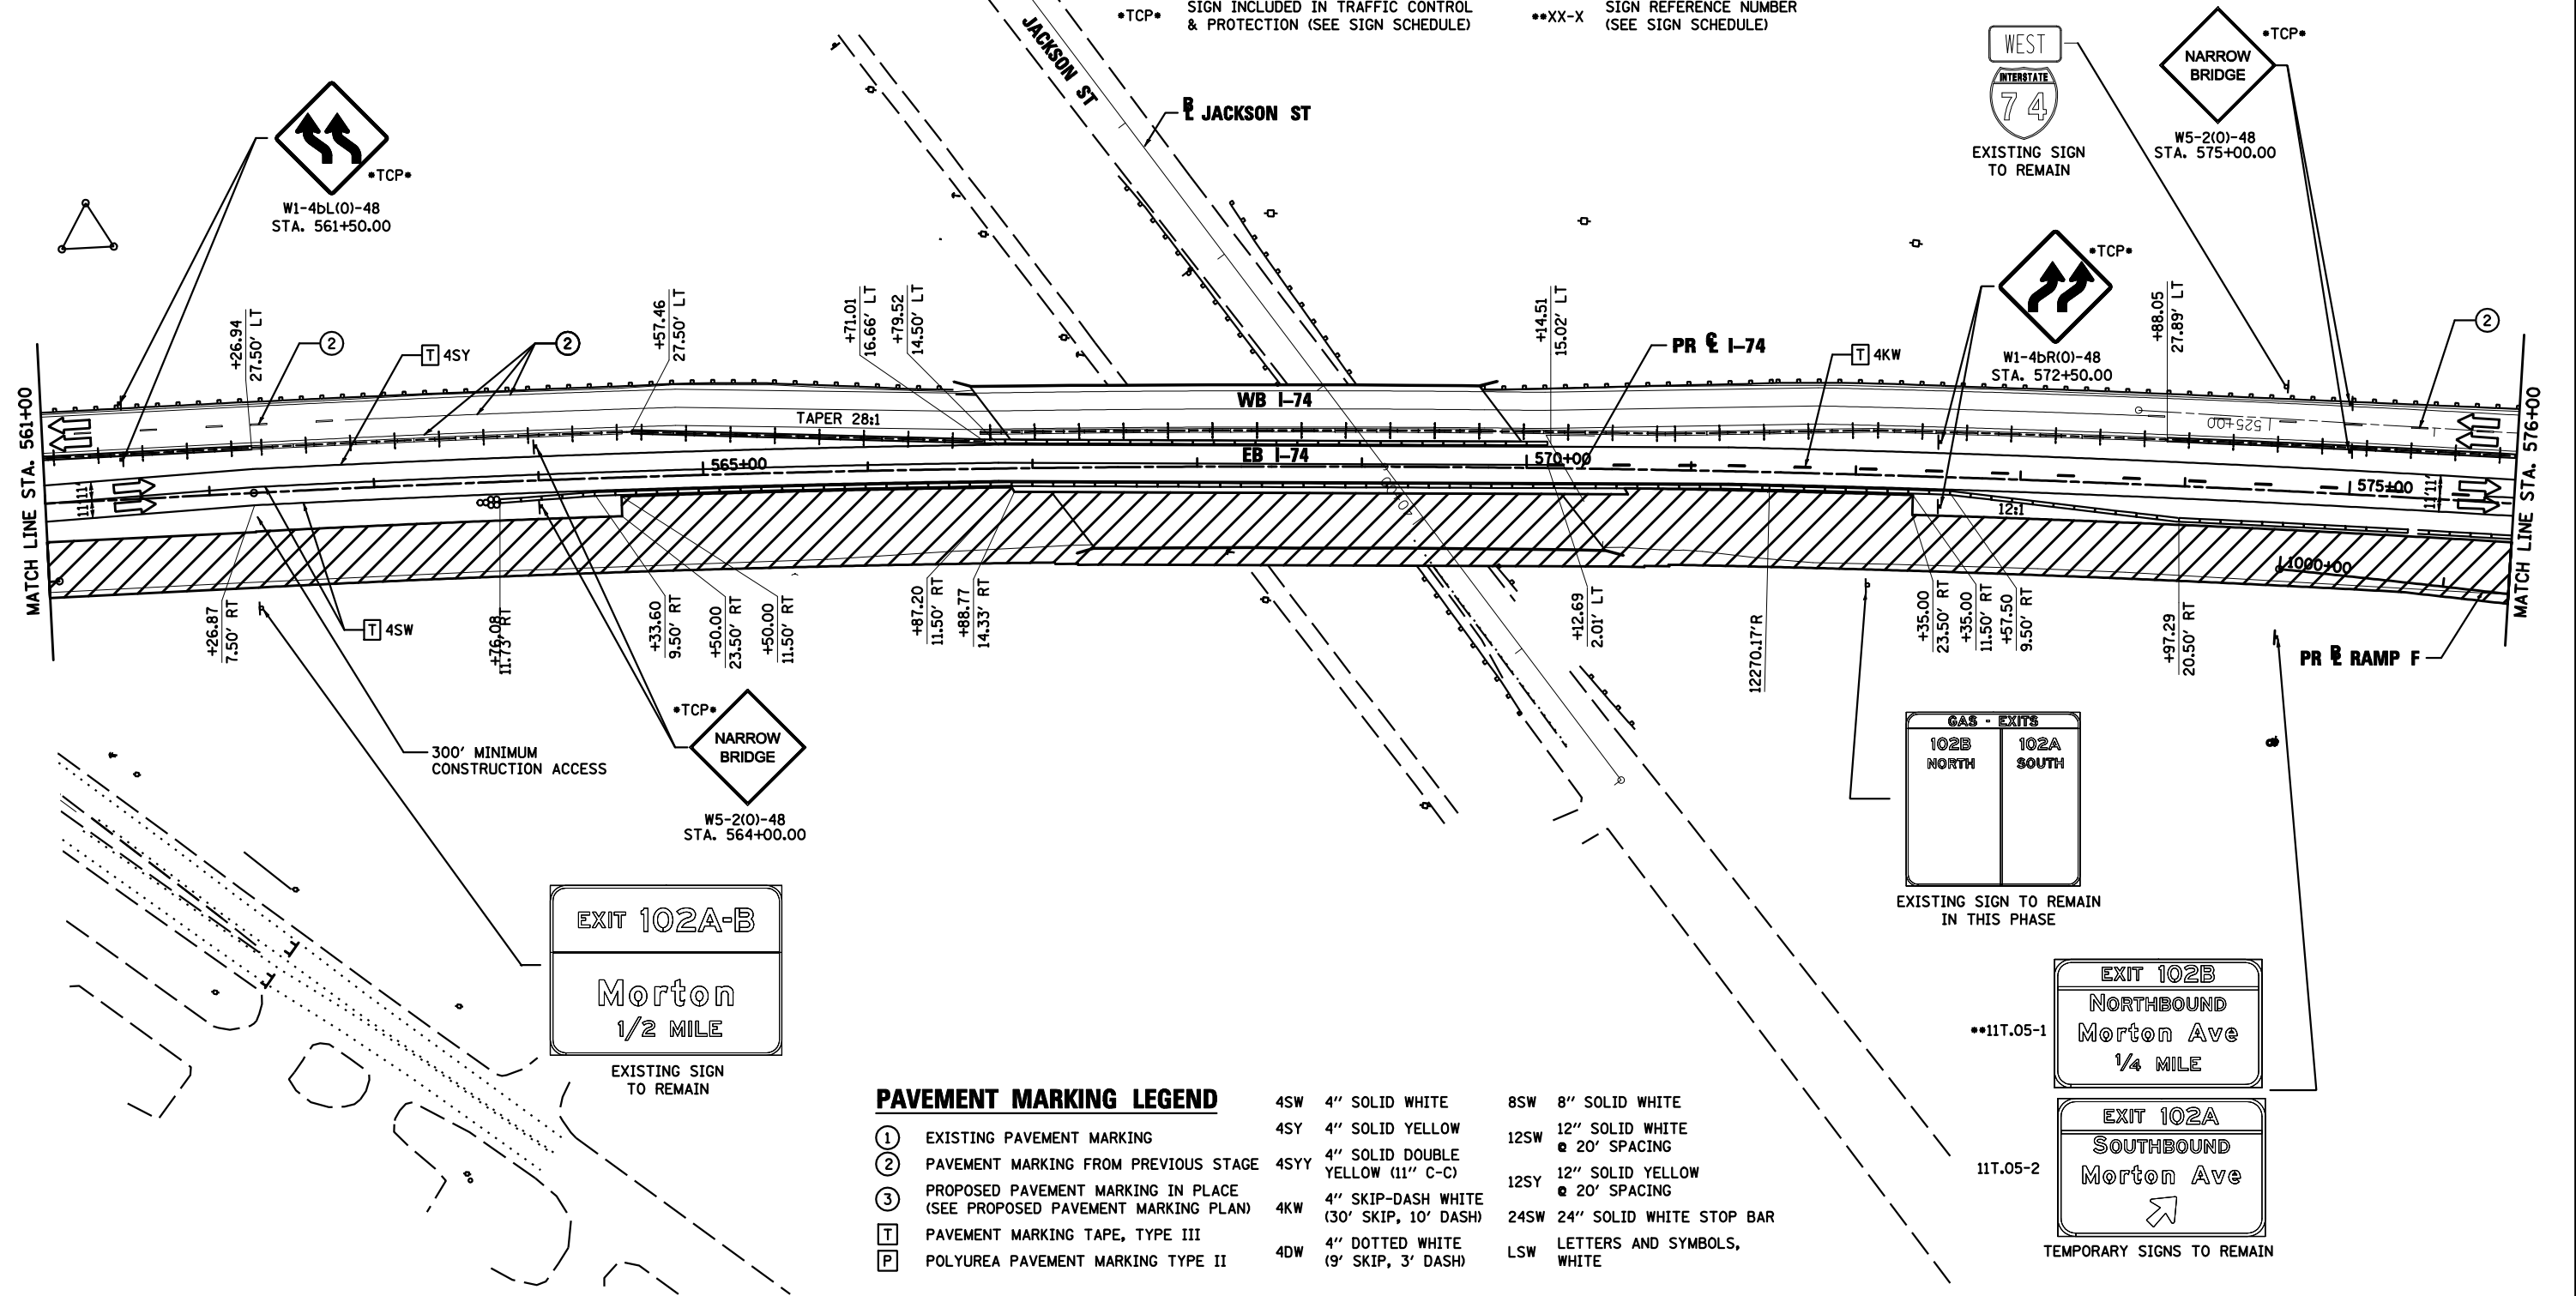 *TCP*
SIGN INCLUDED IN TRAFFIC CONTROL
& PROTECTION (SEE SIGN SCHEDULE)
**XX-X
SIGN REFERENCE NUMBER
(SEE SIGN SCHEDULE)
JACKSON ST
BL JACKSON ST
WEST
INTERSTATE
74
EXISTING SIGN
TO REMAIN
NARROW
BRIDGE
*TCP*
W5-2(O)-48
STA. 575+00.00
*TCP*
W1-4bL(O)-48
STA. 561+50.00
*TCP*
W1-4bR(O)-48
STA. 572+50.00
+26.94
27.50' LT
2
T 4SY
2
+57.46
27.50' LT
+71.01
16.66' LT
+79.52
14.50' LT
+14.51
15.02' LT
PR CL I-74
T 4KW
+88.05
27.89' LT
2
MATCH LINE STA. 561+00
TAPER 28:1
WB I-74
EB I-74
565+00
570+00
575+00
1525+00
1000+00
11'
11'
11'
11'
12:1
MATCH LINE STA. 576+00
+26.87
7.50' RT
T 4SW
+76.08
11.73' RT
+33.60
9.50' RT
+50.00
23.50' RT
+50.00
11.50' RT
+87.20
11.50' RT
+88.77
14.33' RT
+12.69
2.01' LT
12270.17'R
+35.00
23.50' RT
+35.00
11.50' RT
+57.50
9.50' RT
+97.29
20.50' RT
PR BL RAMP F
300' MINIMUM
CONSTRUCTION ACCESS
*TCP*
NARROW
BRIDGE
W5-2(O)-48
STA. 564+00.00
GAS - EXITS
102B
NORTH
102A
SOUTH
EXISTING SIGN TO REMAIN
IN THIS PHASE
EXIT 102A-B
Morton
1/2 MILE
EXISTING SIGN
TO REMAIN
**11T.05-1
EXIT 102B
NORTHBOUND
Morton Ave
1/4 MILE
11T.05-2
EXIT 102A
SOUTHBOUND
Morton Ave
TEMPORARY SIGNS TO REMAIN
PAVEMENT MARKING LEGEND
1 EXISTING PAVEMENT MARKING
2 PAVEMENT MARKING FROM PREVIOUS STAGE
3 PROPOSED PAVEMENT MARKING IN PLACE
(SEE PROPOSED PAVEMENT MARKING PLAN)
T PAVEMENT MARKING TAPE, TYPE III
P POLYUREA PAVEMENT MARKING TYPE II
4SW 4" SOLID WHITE
4SY 4" SOLID YELLOW
4SYY 4" SOLID DOUBLE
YELLOW (11" C-C)
4KW 4" SKIP-DASH WHITE
(30' SKIP, 10' DASH)
4DW 4" DOTTED WHITE
(9' SKIP, 3' DASH)
8SW 8" SOLID WHITE
12SW 12" SOLID WHITE
@ 20' SPACING
12SY 12" SOLID YELLOW
@ 20' SPACING
24SW 24" SOLID WHITE STOP BAR
LSW LETTERS AND SYMBOLS,
WHITE